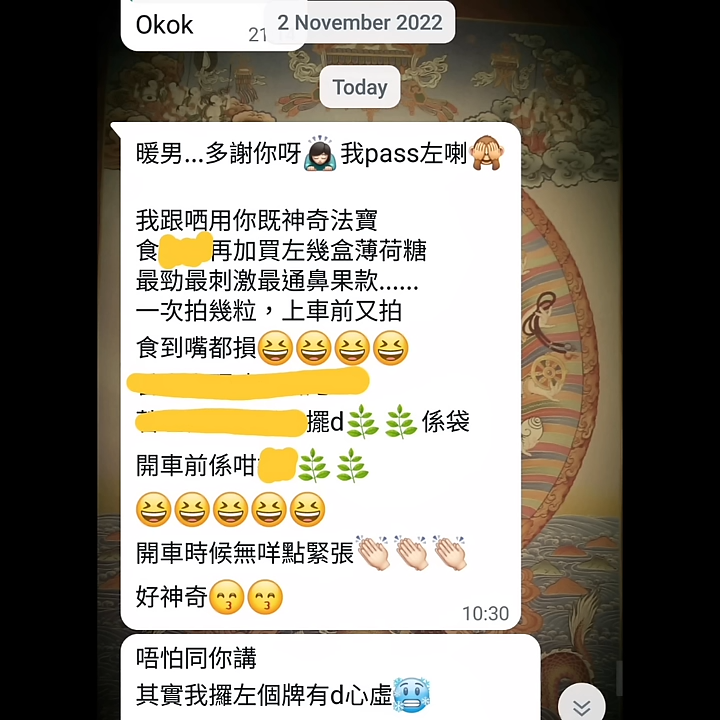 Okok
21
2 November 2022
Today
暖男...多謝你呀🙇🏻‍♀️我pass左喇🙈
我跟哂用你既神奇法寶
食 再加買左幾盒薄荷糖
最勁最刺激最通鼻果款......
一次拍幾粒，上車前又拍
食到嘴都損😆😆😆😆
擺d🌿🌿係袋
開車前係咁 🌿🌿
😆😆😆😆😆
開車時候無咩點緊張👏🏻👏🏻👏🏻
好神奇😙😙
10:30
唔怕同你講
其實我攞左個牌有d心虛🥶